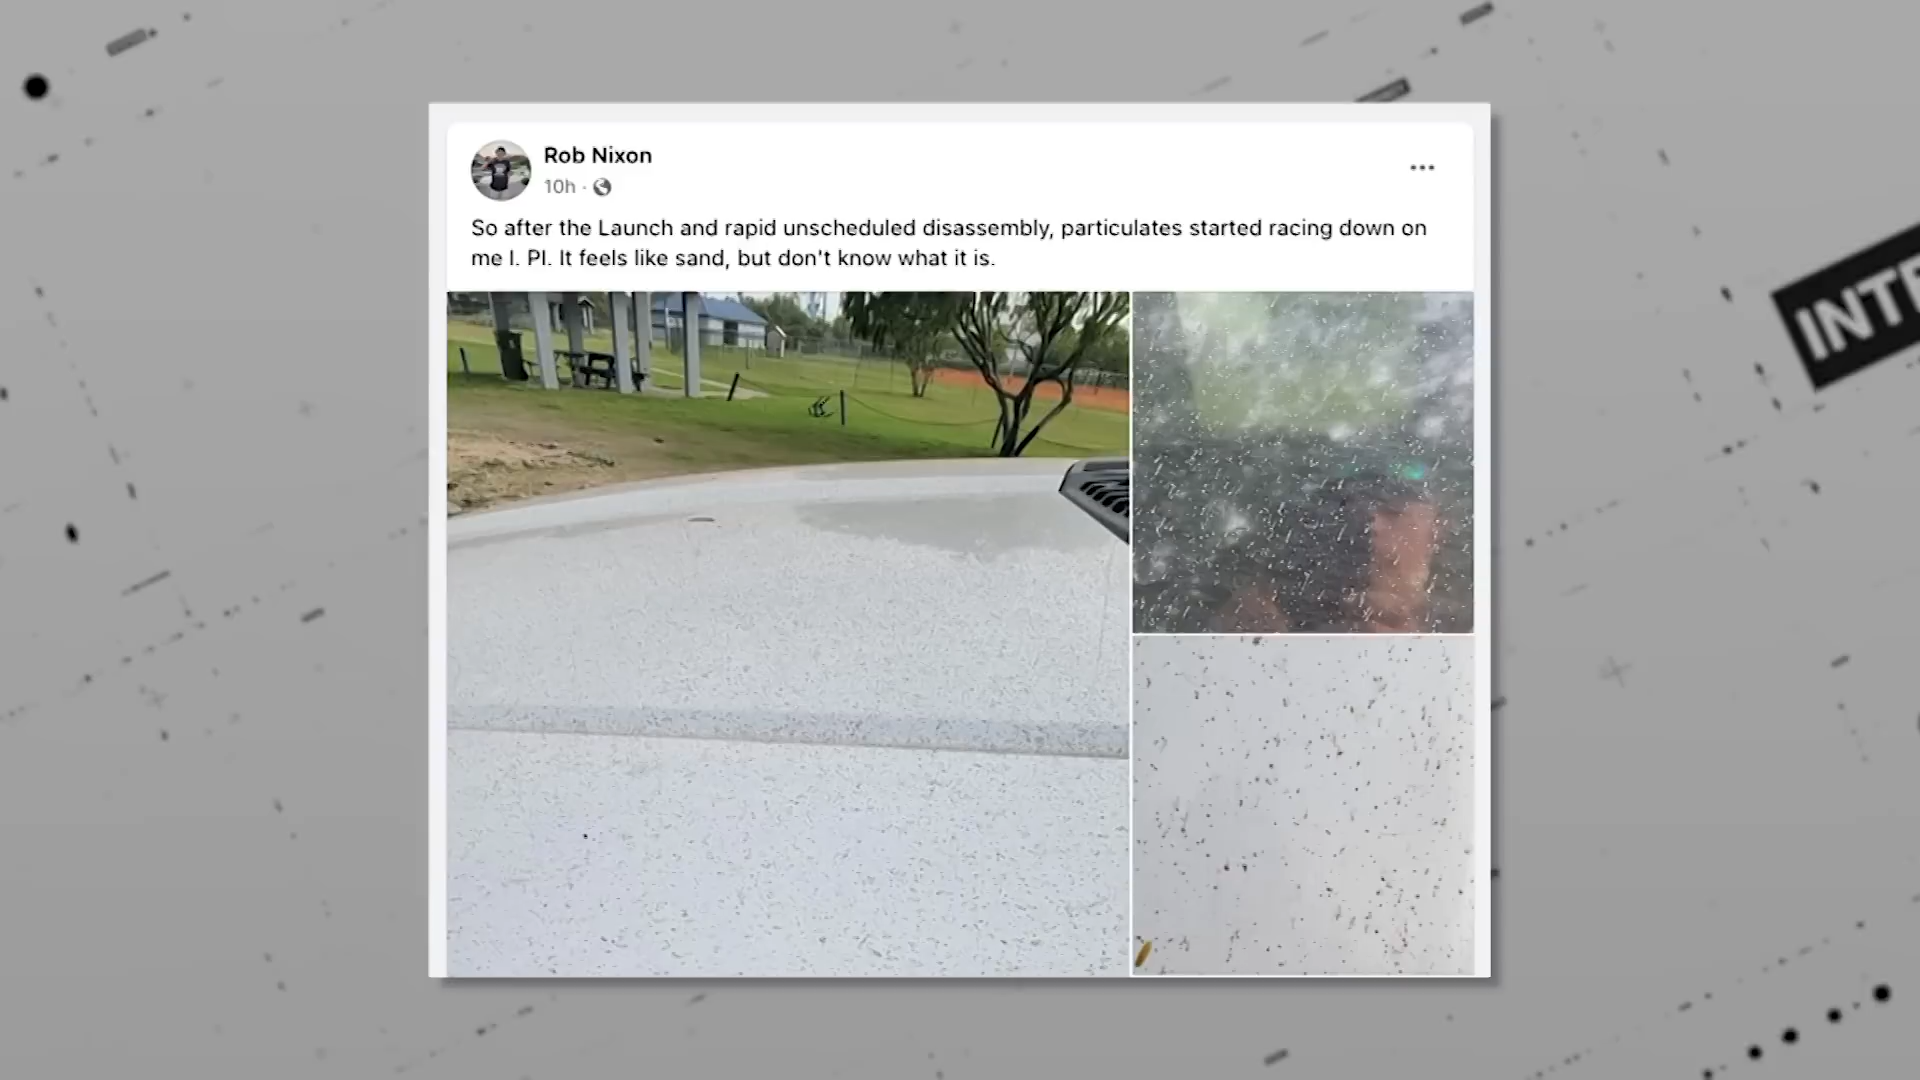 Rob Nixon
10h ·
So after the Launch and rapid unscheduled disassembly, particulates started racing down on
me I. PI. It feels like sand, but don't know what it is.
INTE